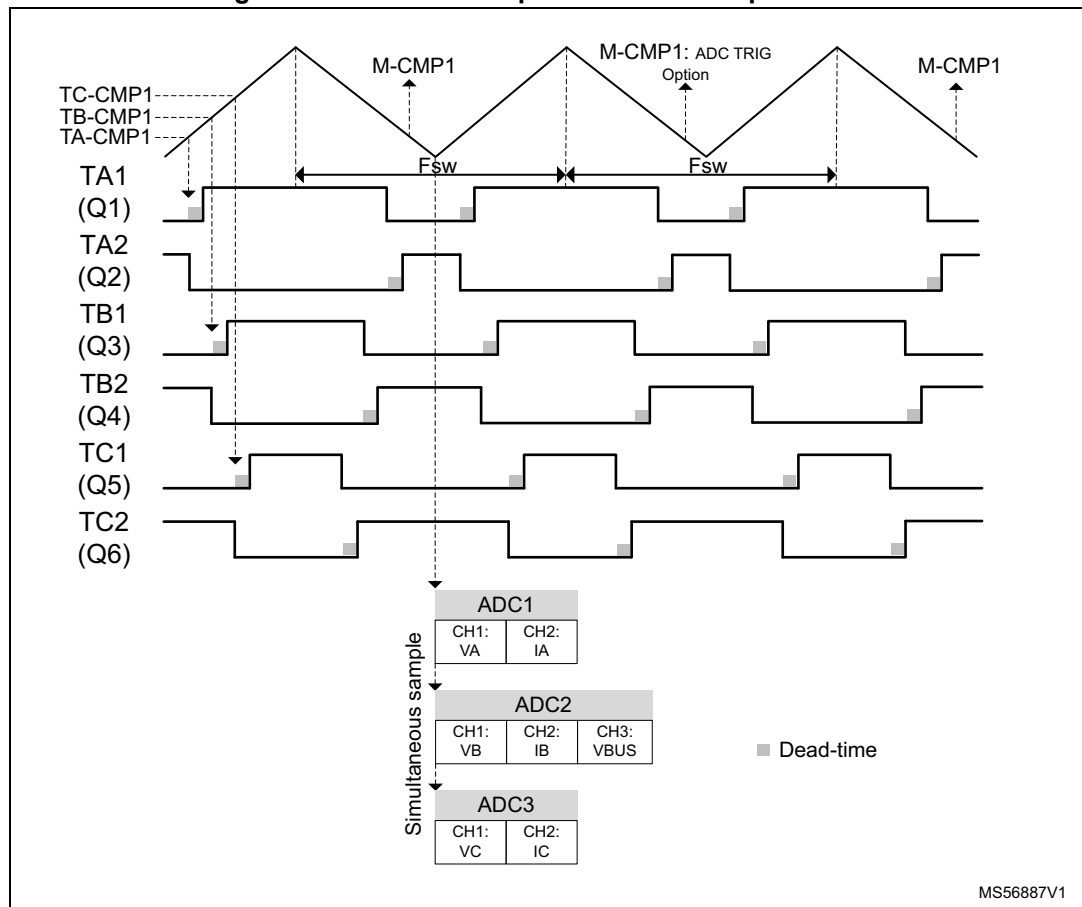 M-CMP1
M-CMP1: ADC TRIG
Option
M-CMP1
TC-CMP1
TB-CMP1
TA-CMP1
Fsw
Fsw
TA1
(Q1)
TA2
(Q2)
TB1
(Q3)
TB2
(Q4)
TC1
(Q5)
TC2
(Q6)
Simultaneous sample
ADC1
CH1:
VA
CH2:
IA
ADC2
CH1:
VB
CH2:
IB
CH3:
VBUS
Dead-time
ADC3
CH1:
VC
CH2:
IC
MS56887V1